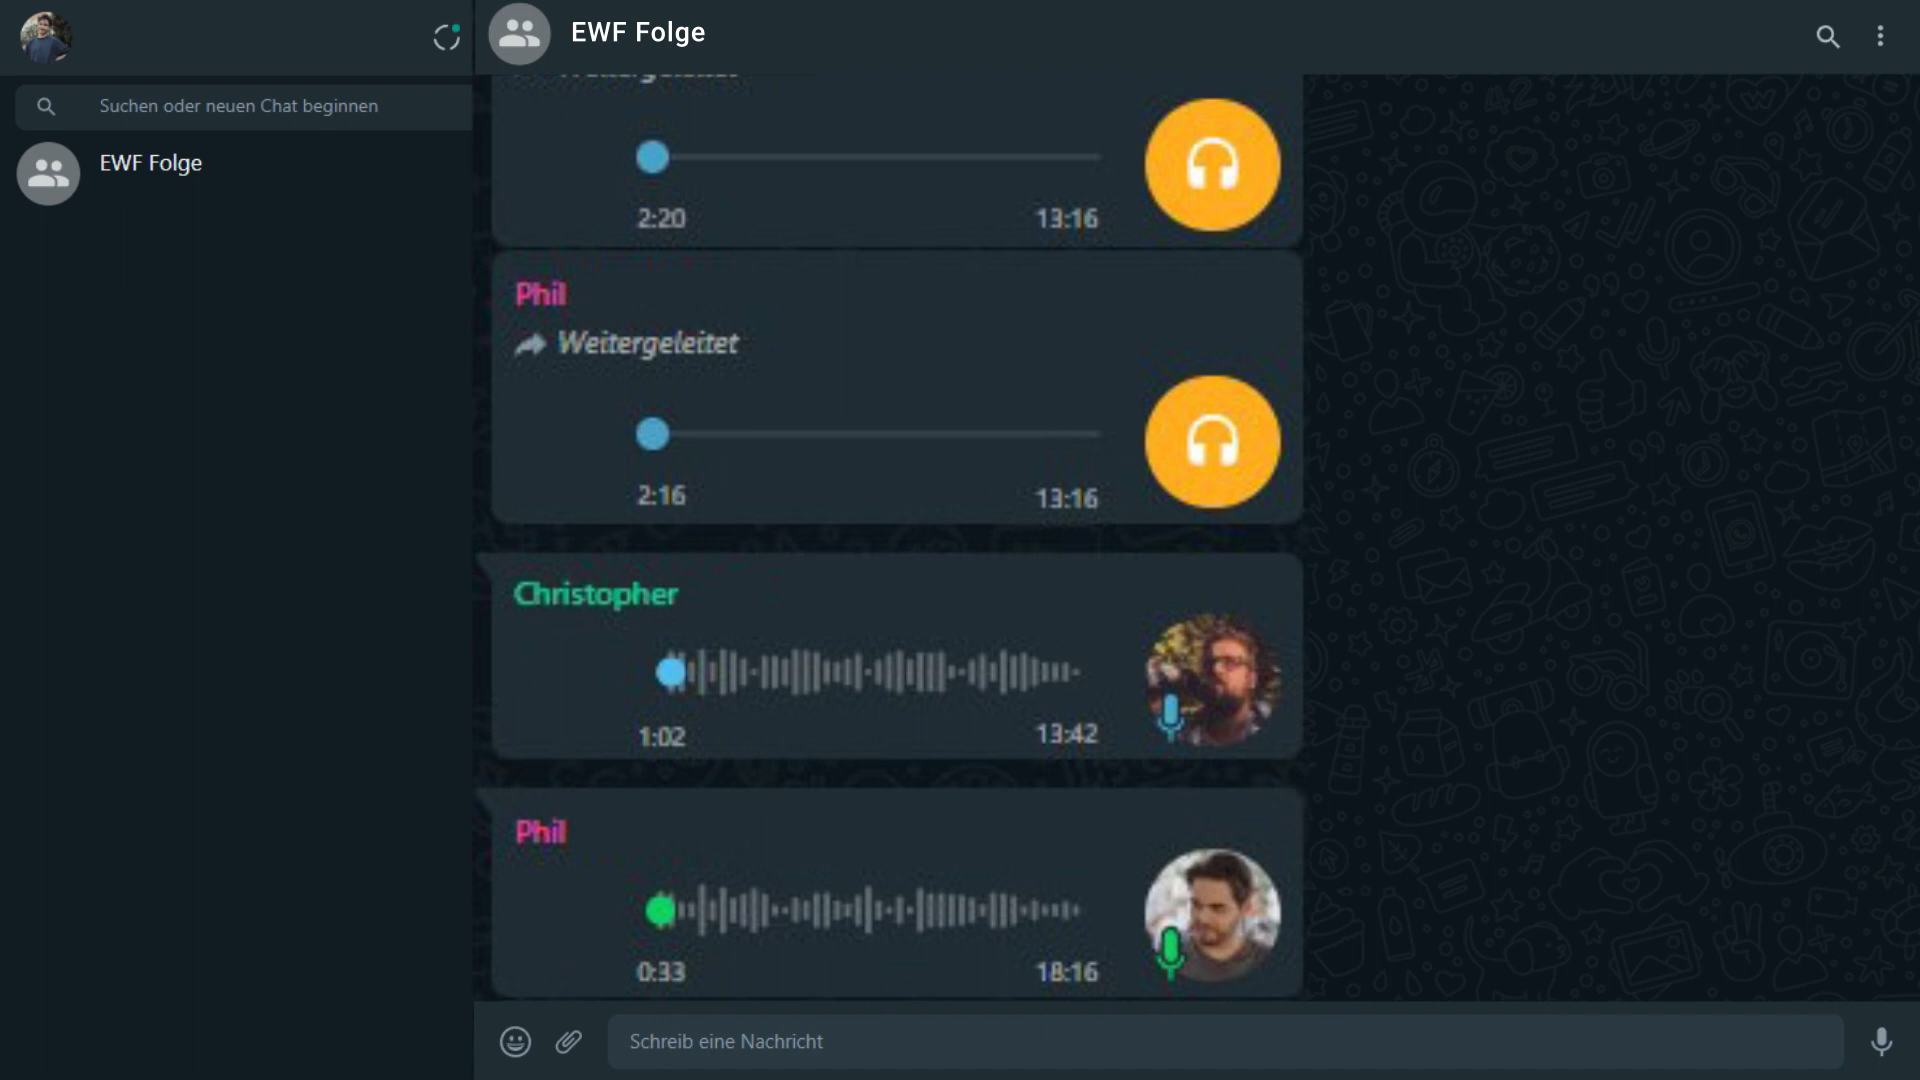 EWF Folge
Suchen oder neuen Chat beginnen
EWF Folge
Weitergeleitet
2:20
13:16
Phil
Weitergeleitet
2:16
13:16
Christopher
1:02
13:42
Phil
0:33
18:16
Schreib eine Nachricht